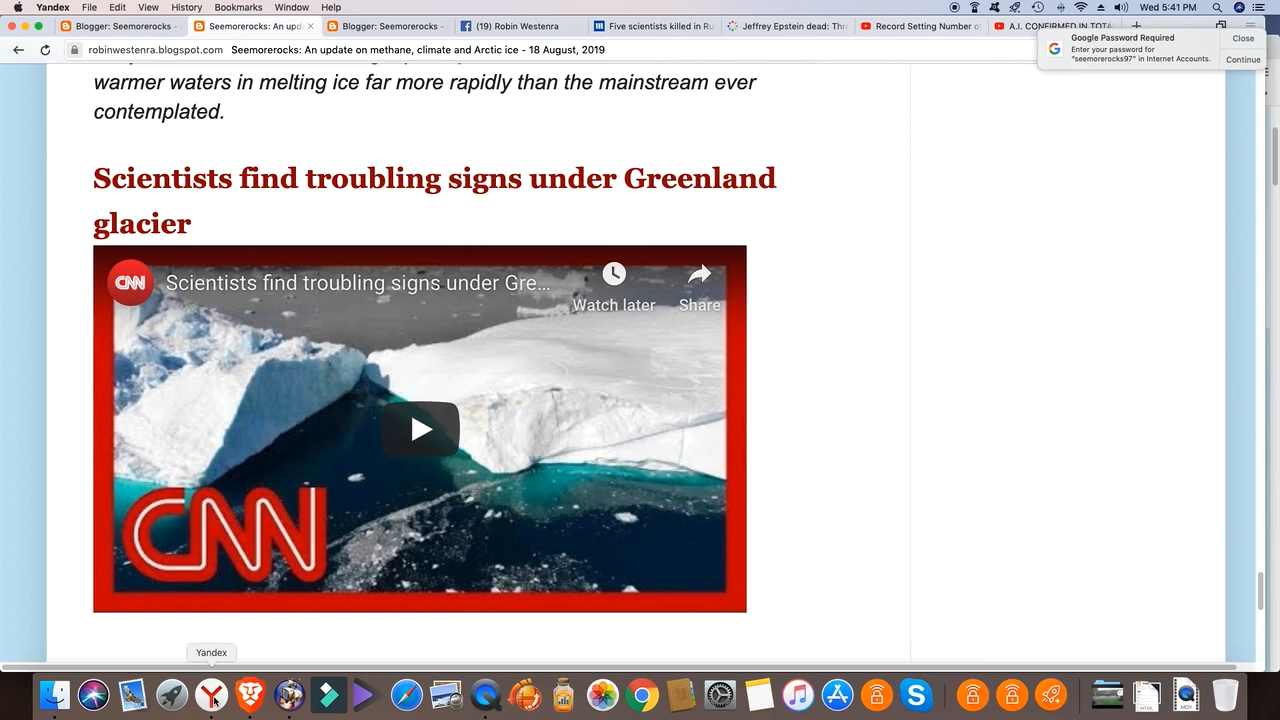 Yandex File Edit View History Bookmarks Window Help
Wed 5:41 PM
Blogger: Seemorerocks -
Seemorerocks: An upd
Blogger: Seemorerocks -
(19) Robin Westenra
Five scientists killed in Ru
Jeffrey Epstein dead: Thr
Record Setting Number of
A.I. CONFIRMED IN TOTAL
robinwestenra.blogspot.com Seemorerocks: An update on methane, climate and Arctic ice - 18 August, 2019
Google Password Required
Enter your password for
"seemorerocks97" in Internet Accounts.
Close
Continue
warmer waters in melting ice far more rapidly than the mainstream ever
contemplated.
Scientists find troubling signs under Greenland
glacier
CNN
Scientists find troubling signs under Gre...
Watch later
Share
CNN
Yandex